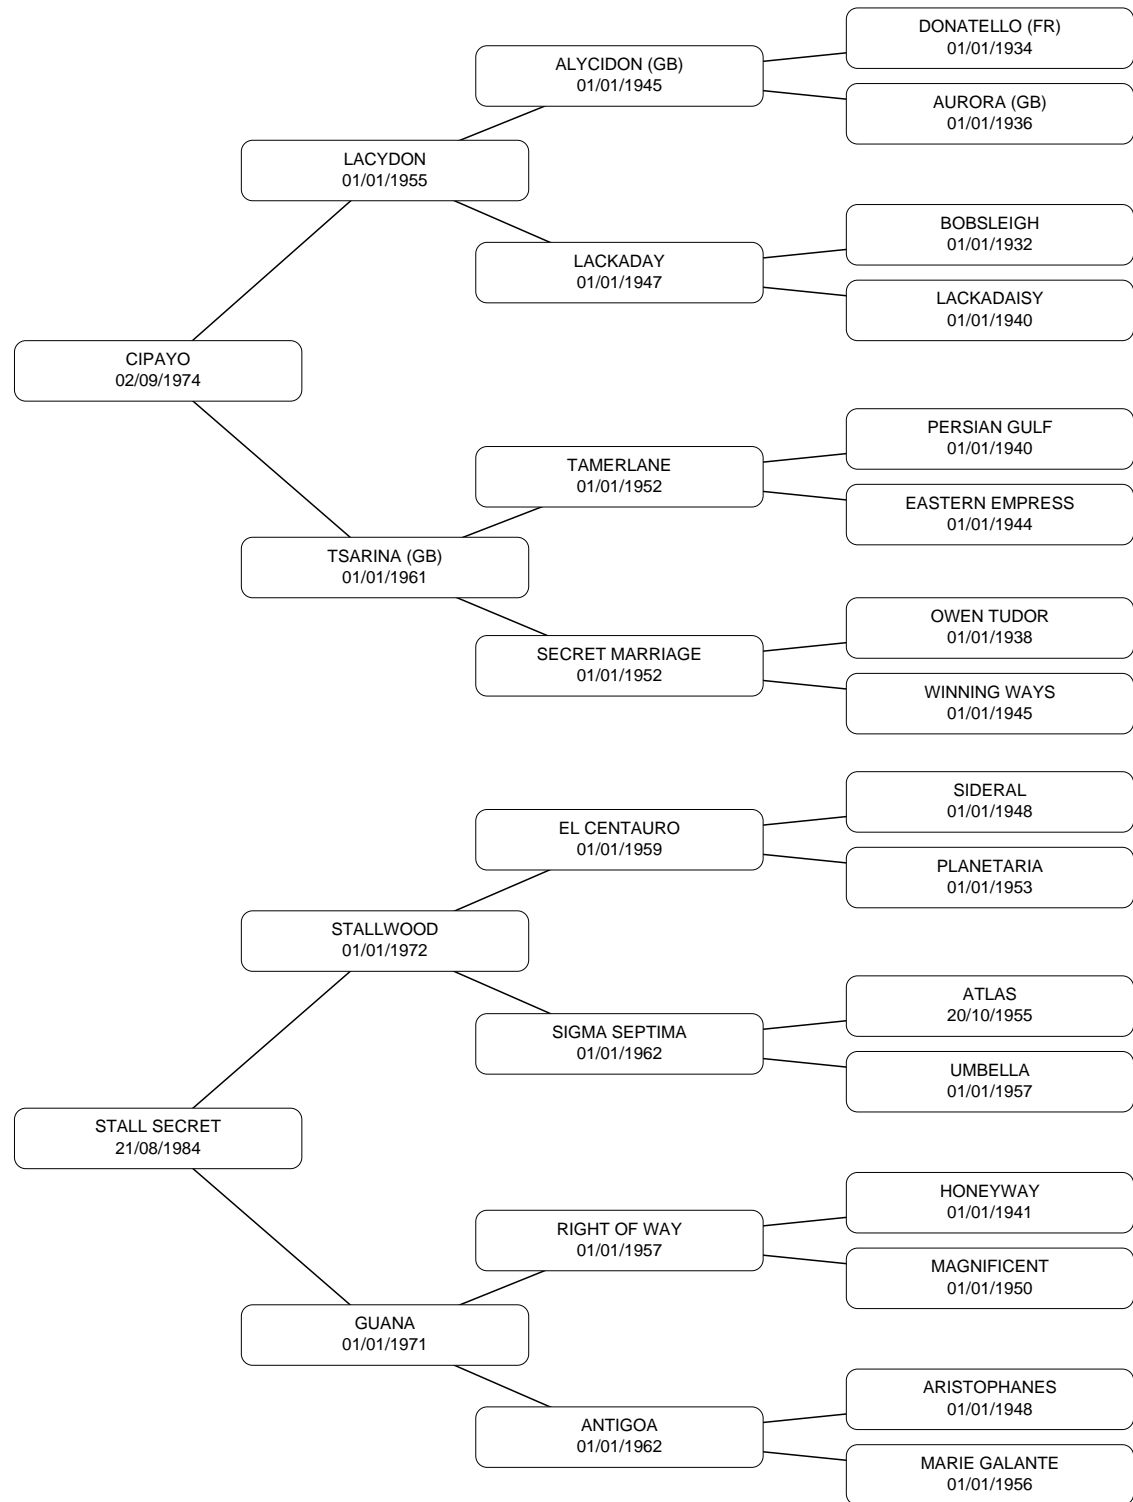 DONATELLO (FR)
01/01/1934
ALYCIDON (GB)
01/01/1945
AURORA (GB)
01/01/1936
LACYDON
01/01/1955
BOBSLEIGH
01/01/1932
LACKADAY
01/01/1947
LACKADAISY
01/01/1940
CIPAYO
02/09/1974
PERSIAN GULF
01/01/1940
TAMERLANE
01/01/1952
EASTERN EMPRESS
01/01/1944
TSARINA (GB)
01/01/1961
OWEN TUDOR
01/01/1938
SECRET MARRIAGE
01/01/1952
WINNING WAYS
01/01/1945
SIDERAL
01/01/1948
EL CENTAURO
01/01/1959
PLANETARIA
01/01/1953
STALLWOOD
01/01/1972
ATLAS
20/10/1955
SIGMA SEPTIMA
01/01/1962
UMBELLA
01/01/1957
STALL SECRET
21/08/1984
HONEYWAY
01/01/1941
RIGHT OF WAY
01/01/1957
MAGNIFICENT
01/01/1950
GUANA
01/01/1971
ARISTOPHANES
01/01/1948
ANTIGOA
01/01/1962
MARIE GALANTE
01/01/1956